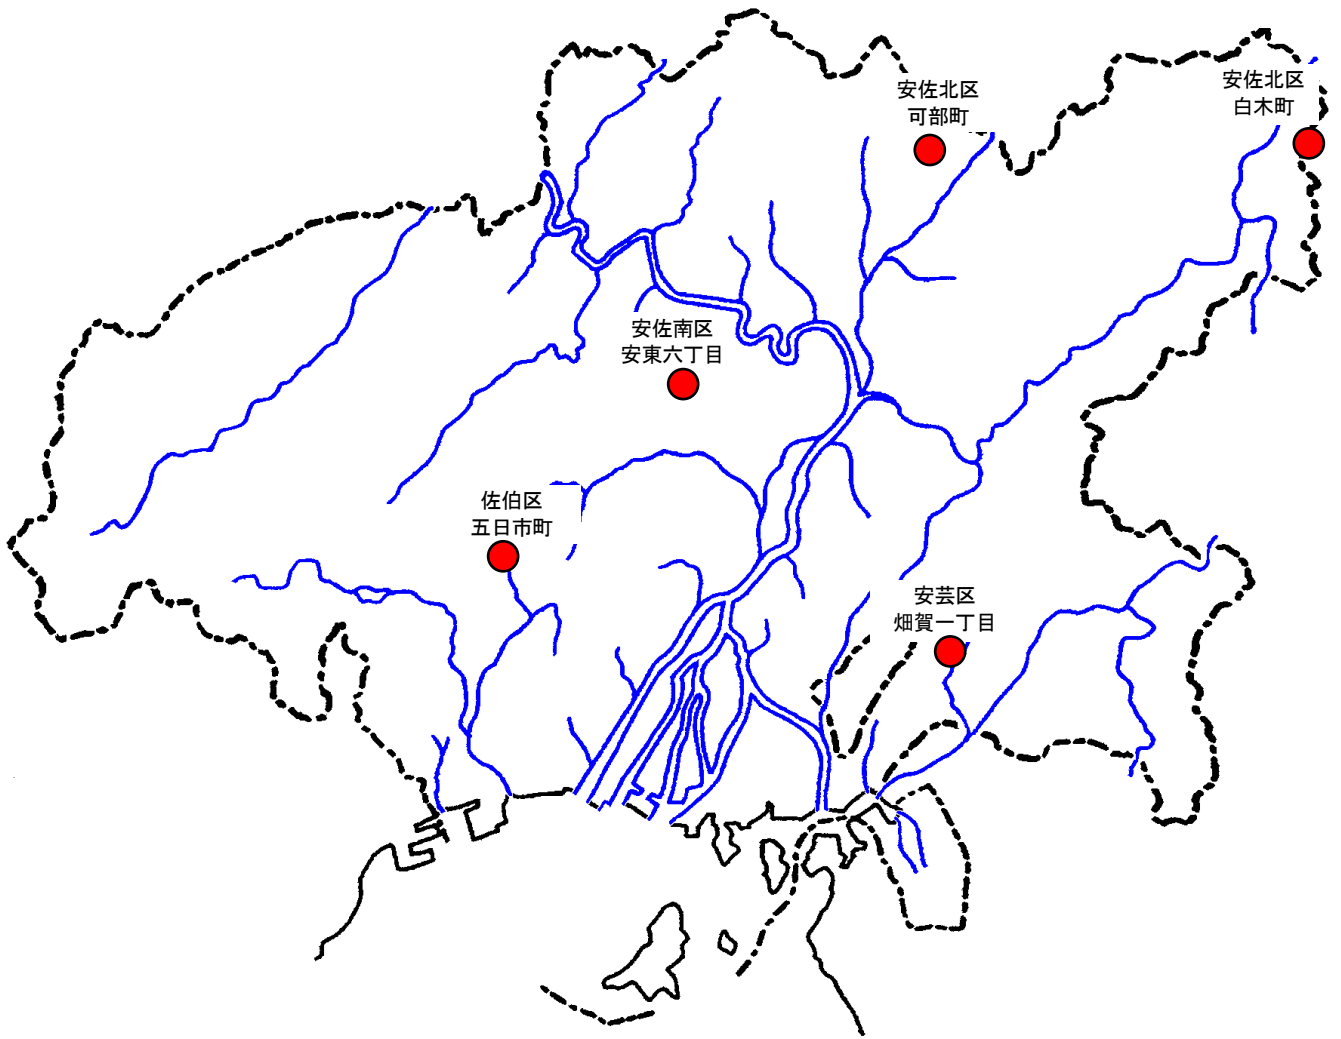 安佐北区
可部町
安佐北区
白木町
安佐南区
安東六丁目
佐伯区
五日市町
安芸区
畑賀一丁目